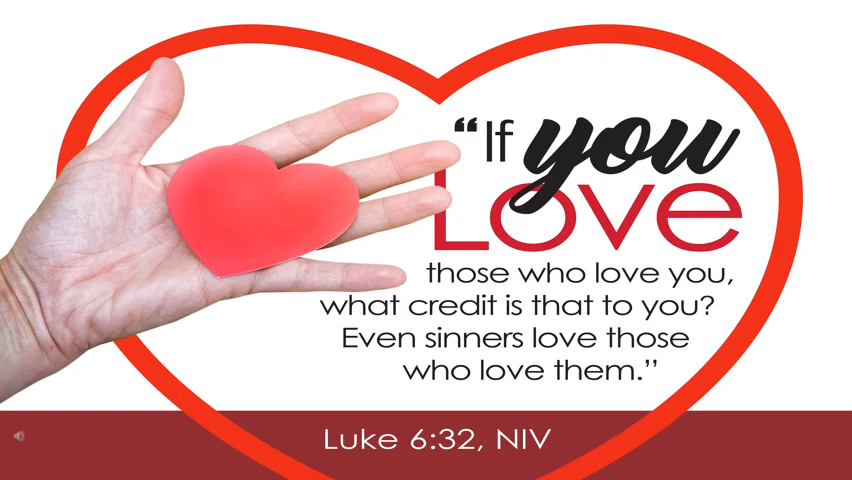 “If you
Love
those who love you,
what credit is that to you?
Even sinners love those
who love them.”
Luke 6:32, NIV